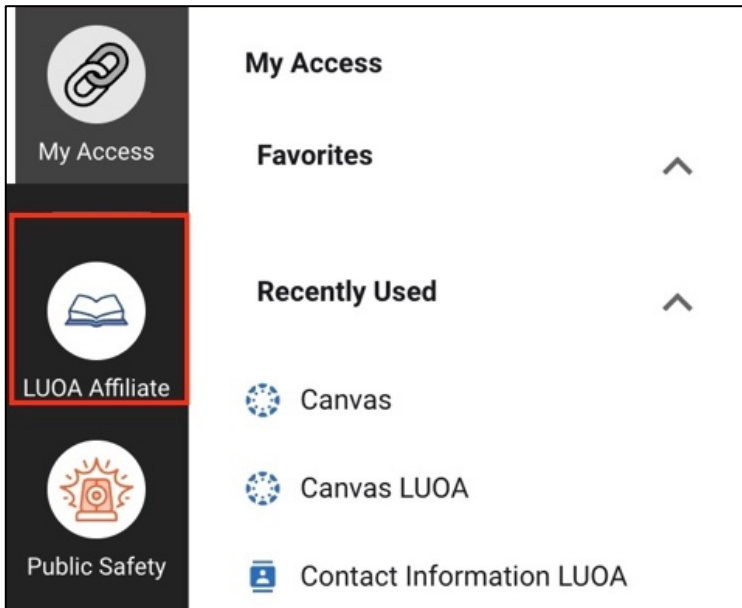 My Access
LUOA Affiliate
Public Safety
My Access
Favorites
Recently Used
Canvas
Canvas LUOA
Contact Information LUOA